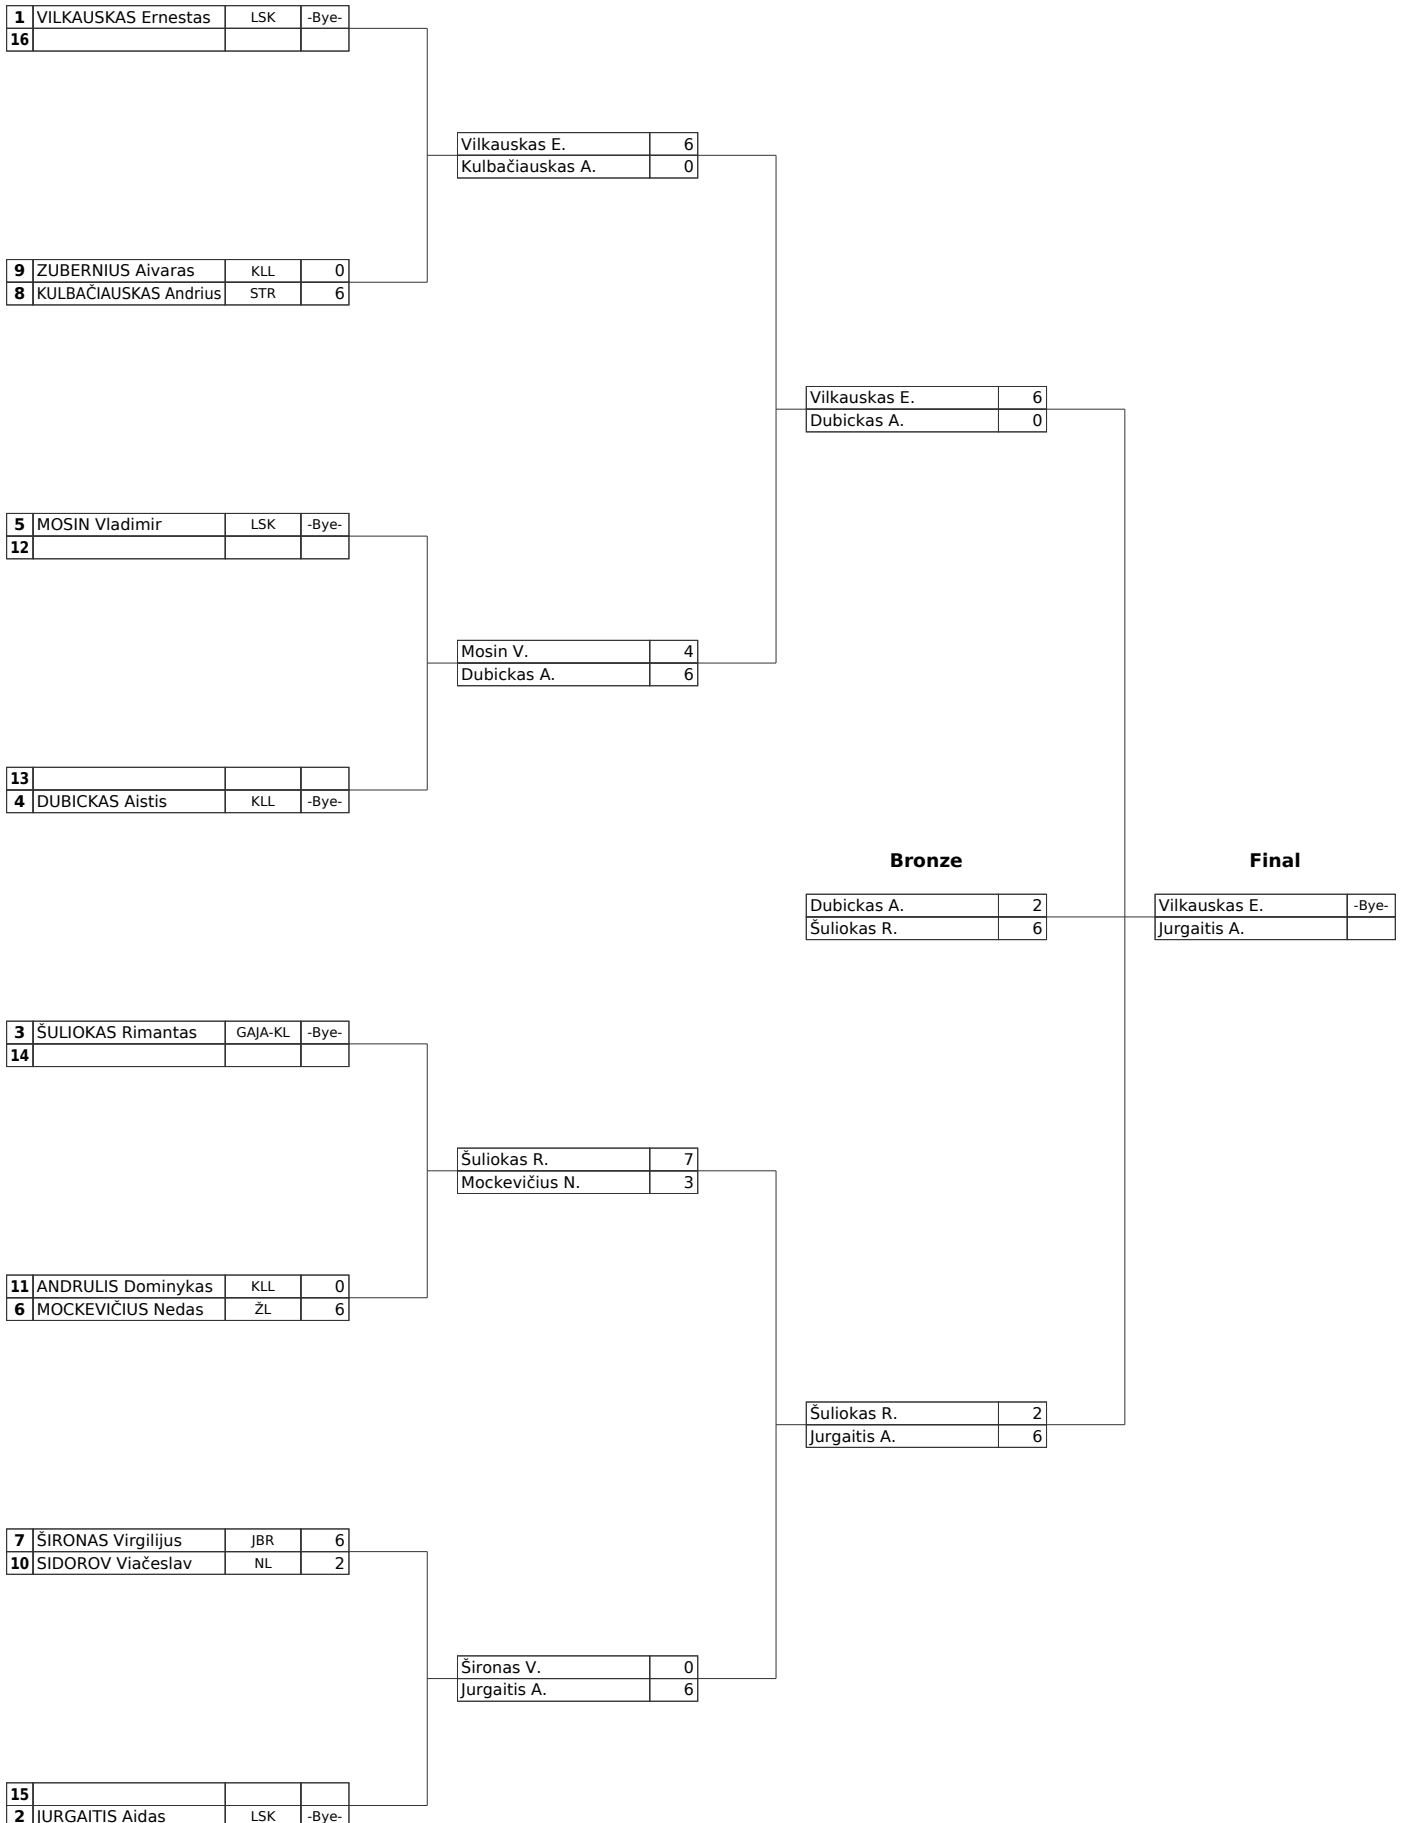 1 VILKAUSKAS Ernestas LSK -Bye-
16
Vilkauskas E. 6
Kulbačiauskas A. 0
9 ZUBERNIUS Aivaras KLL 0
8 KULBAČIAUSKAS Andrius STR 6
Vilkauskas E. 6
Dubickas A. 0
5 MOSIN Vladimir LSK -Bye-
12
Mosin V. 4
Dubickas A. 6
13
4 DUBICKAS Aistis KLL -Bye-
Bronze Final
Dubickas A. 2 Vilkauskas E. -Bye-
Šuliokas R. 6 Jurgaitis A.
3 ŠULIOKAS Rimantas GAJA-KL -Bye-
14
Šuliokas R. 7
Mockevičius N. 3
11 ANDRULIS Dominykas KLL 0
6 MOCKEVIČIUS Nedas ŽL 6
Šuliokas R. 2
Jurgaitis A. 6
7 ŠIRONAS Virgilijus JBR 6
10 SIDOROV Viačeslav NL 2
Šironas V. 0
Jurgaitis A. 6
15
2 JURGAITIS Aidas LSK -Bye-